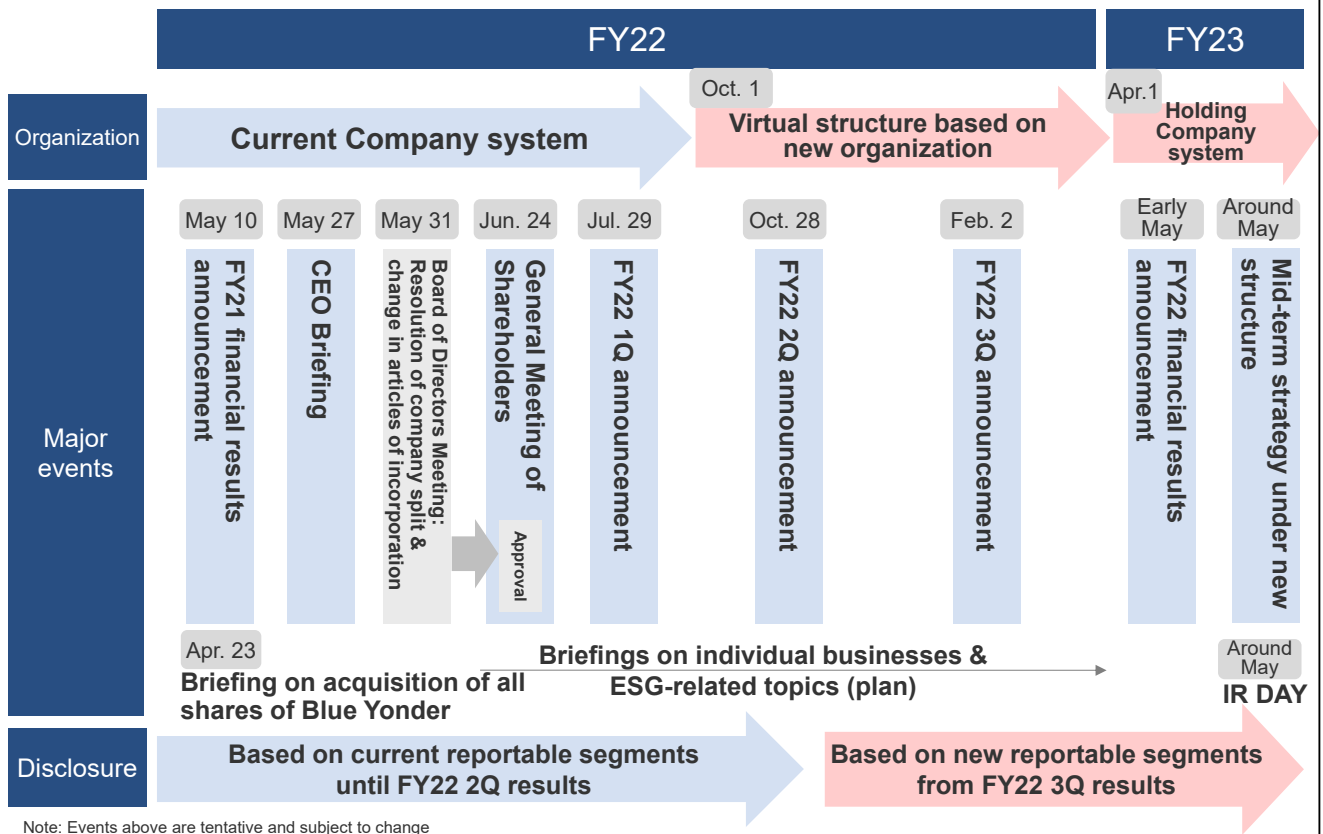 FY22
FY23
Organization
Current Company system
Oct. 1
Virtual structure based on
new organization
Apr.1
Holding
Company
system
Major
events
May 10
FY21 financial results
announcement
May 27
CEO Briefing
May 31
Board of Directors Meeting:
Resolution of company split &
change in articles of incorporation
Jun. 24
General Meeting of
Shareholders
Approval
Jul. 29
FY22 1Q announcement
Oct. 28
FY22 2Q announcement
Feb. 2
FY22 3Q announcement
Early
May
FY22 financial results
announcement
Around
May
Mid-term strategy under new
structure
Apr. 23
Briefing on acquisition of all
shares of Blue Yonder
Briefings on individual businesses &
ESG-related topics (plan)
Around
May
IR DAY
Disclosure
Based on current reportable segments
until FY22 2Q results
Based on new reportable segments
from FY22 3Q results
Note: Events above are tentative and subject to change